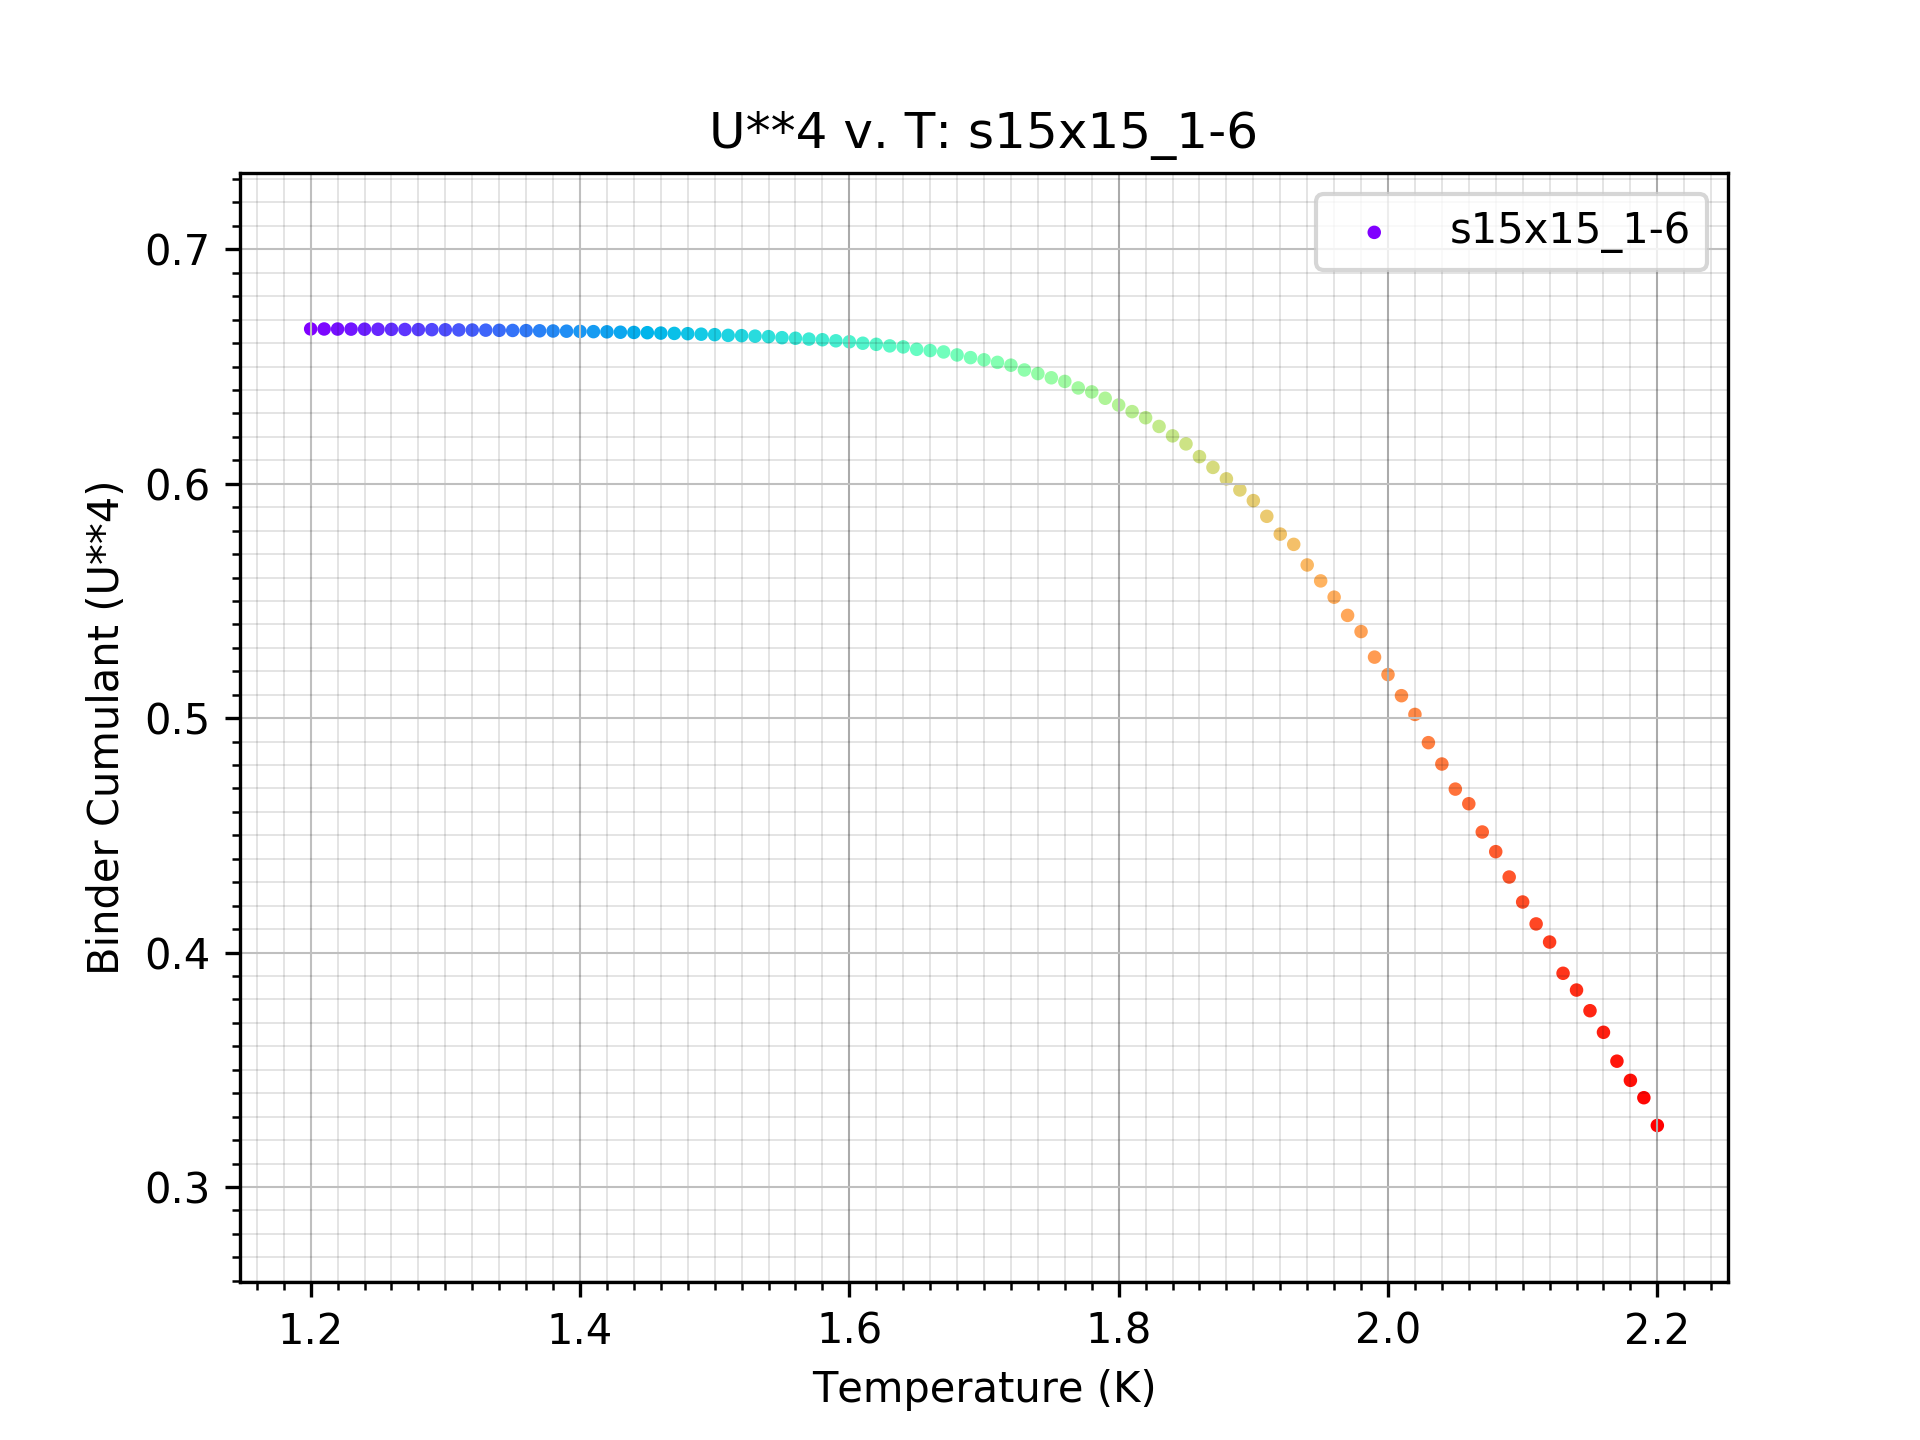 U**4 v. T: s15x15_1-6
s15x15_1-6
Binder Cumulant (U**4)
0.7
0.6
0.5
0.4
0.3
1.2 1.4 1.6 1.8 2.0 2.2
Temperature (K)